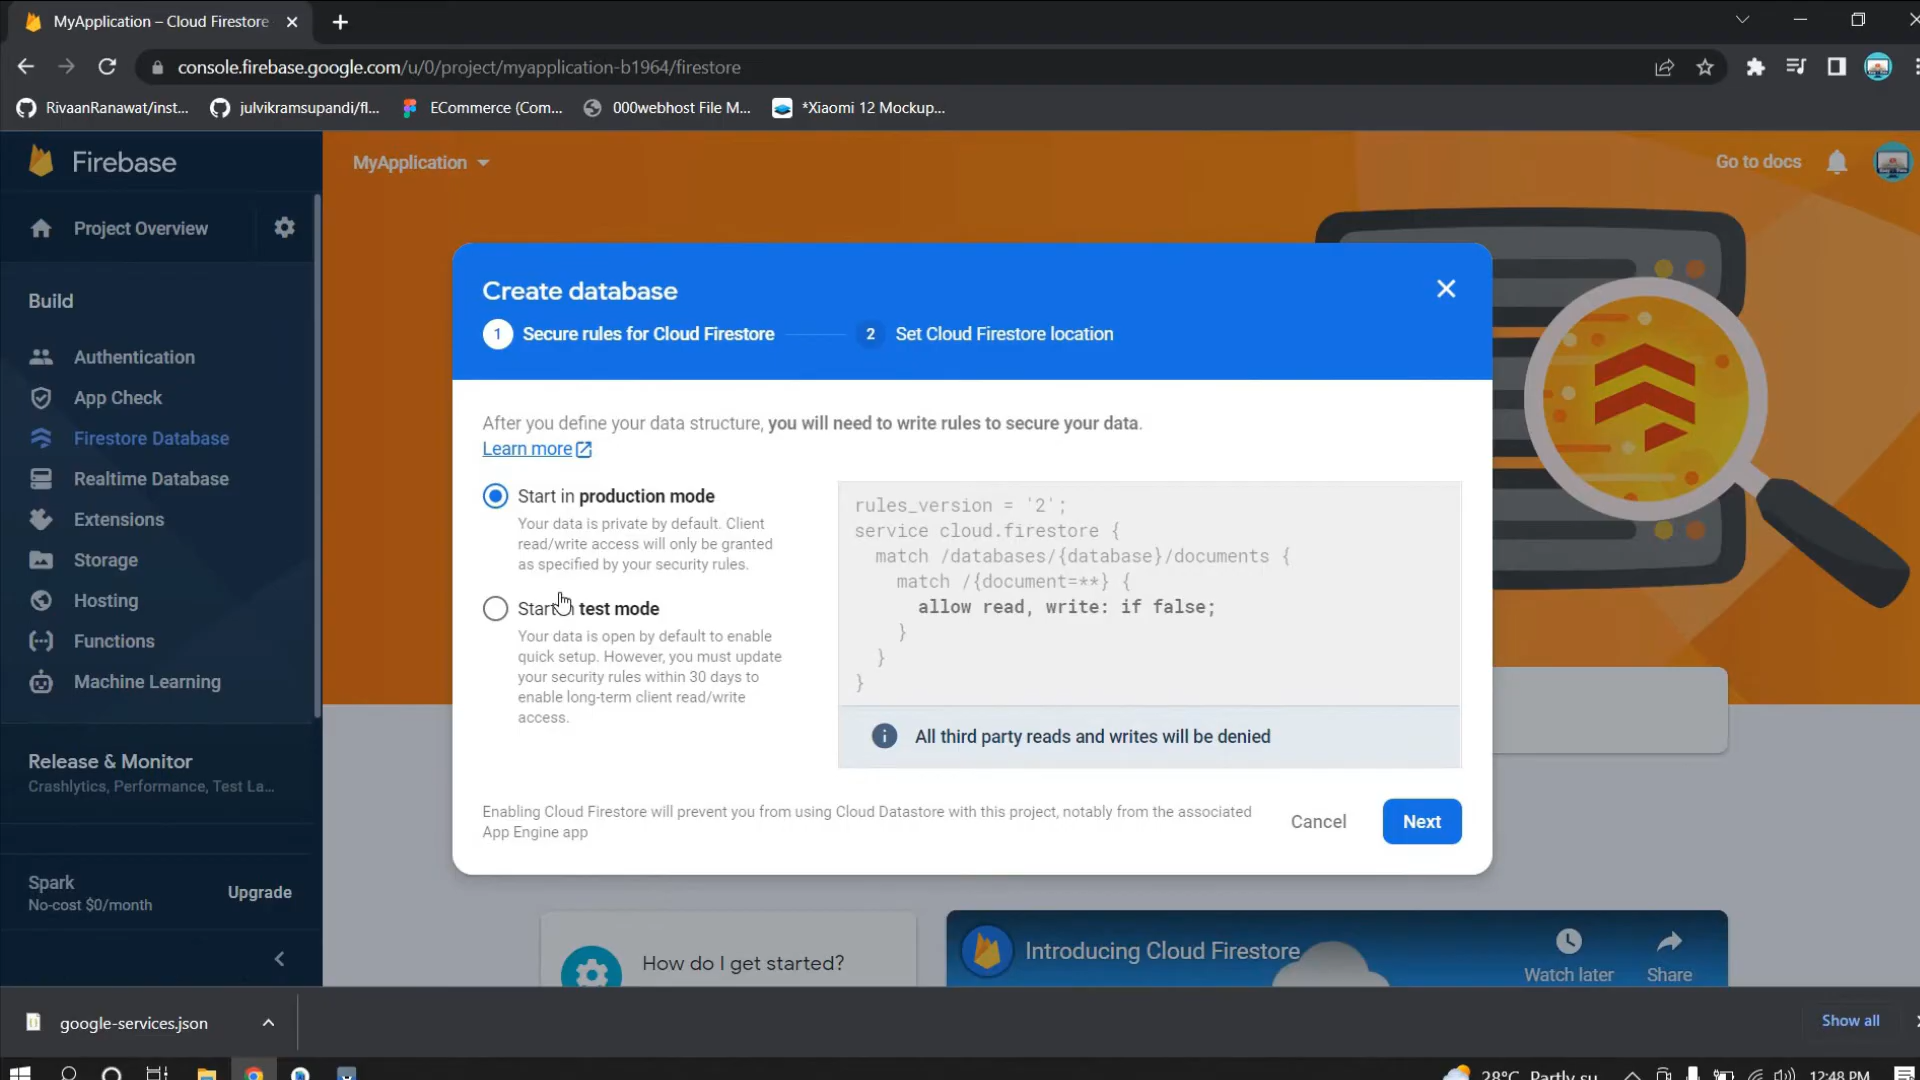 MyApplication – Cloud Firestore
console.firebase.google.com/u/0/project/myapplication-b1964/firestore
RivaanRanawat/inst... julvikramsupandi/fl... ECommerce (Com... 000webhost File M... *Xiaomi 12 Mockup...
Firebase
MyApplication
Go to docs
Project Overview
Build
Authentication
App Check
Firestore Database
Realtime Database
Extensions
Storage
Hosting
Functions
Machine Learning
Release & Monitor
Crashlytics, Performance, Test La...
Spark
No-cost $0/month
Upgrade
Create database
1 Secure rules for Cloud Firestore
2 Set Cloud Firestore location
After you define your data structure, you will need to write rules to secure your data.
Learn more
Start in production mode
Your data is private by default. Client
read/write access will only be granted
as specified by your security rules.
Start in test mode
Your data is open by default to enable
quick setup. However, you must update
your security rules within 30 days to
enable long-term client read/write
access.
rules_version = '2';
service cloud.firestore {
match /databases/{database}/documents {
match /{document=**} {
allow read, write: if false;
}
}
}
All third party reads and writes will be denied
Enabling Cloud Firestore will prevent you from using Cloud Datastore with this project, notably from the associated
App Engine app
Cancel
Next
How do I get started?
Introducing Cloud Firestore
Watch later
Share
google-services.json
Show all
28°C Partly su...
12:48 PM